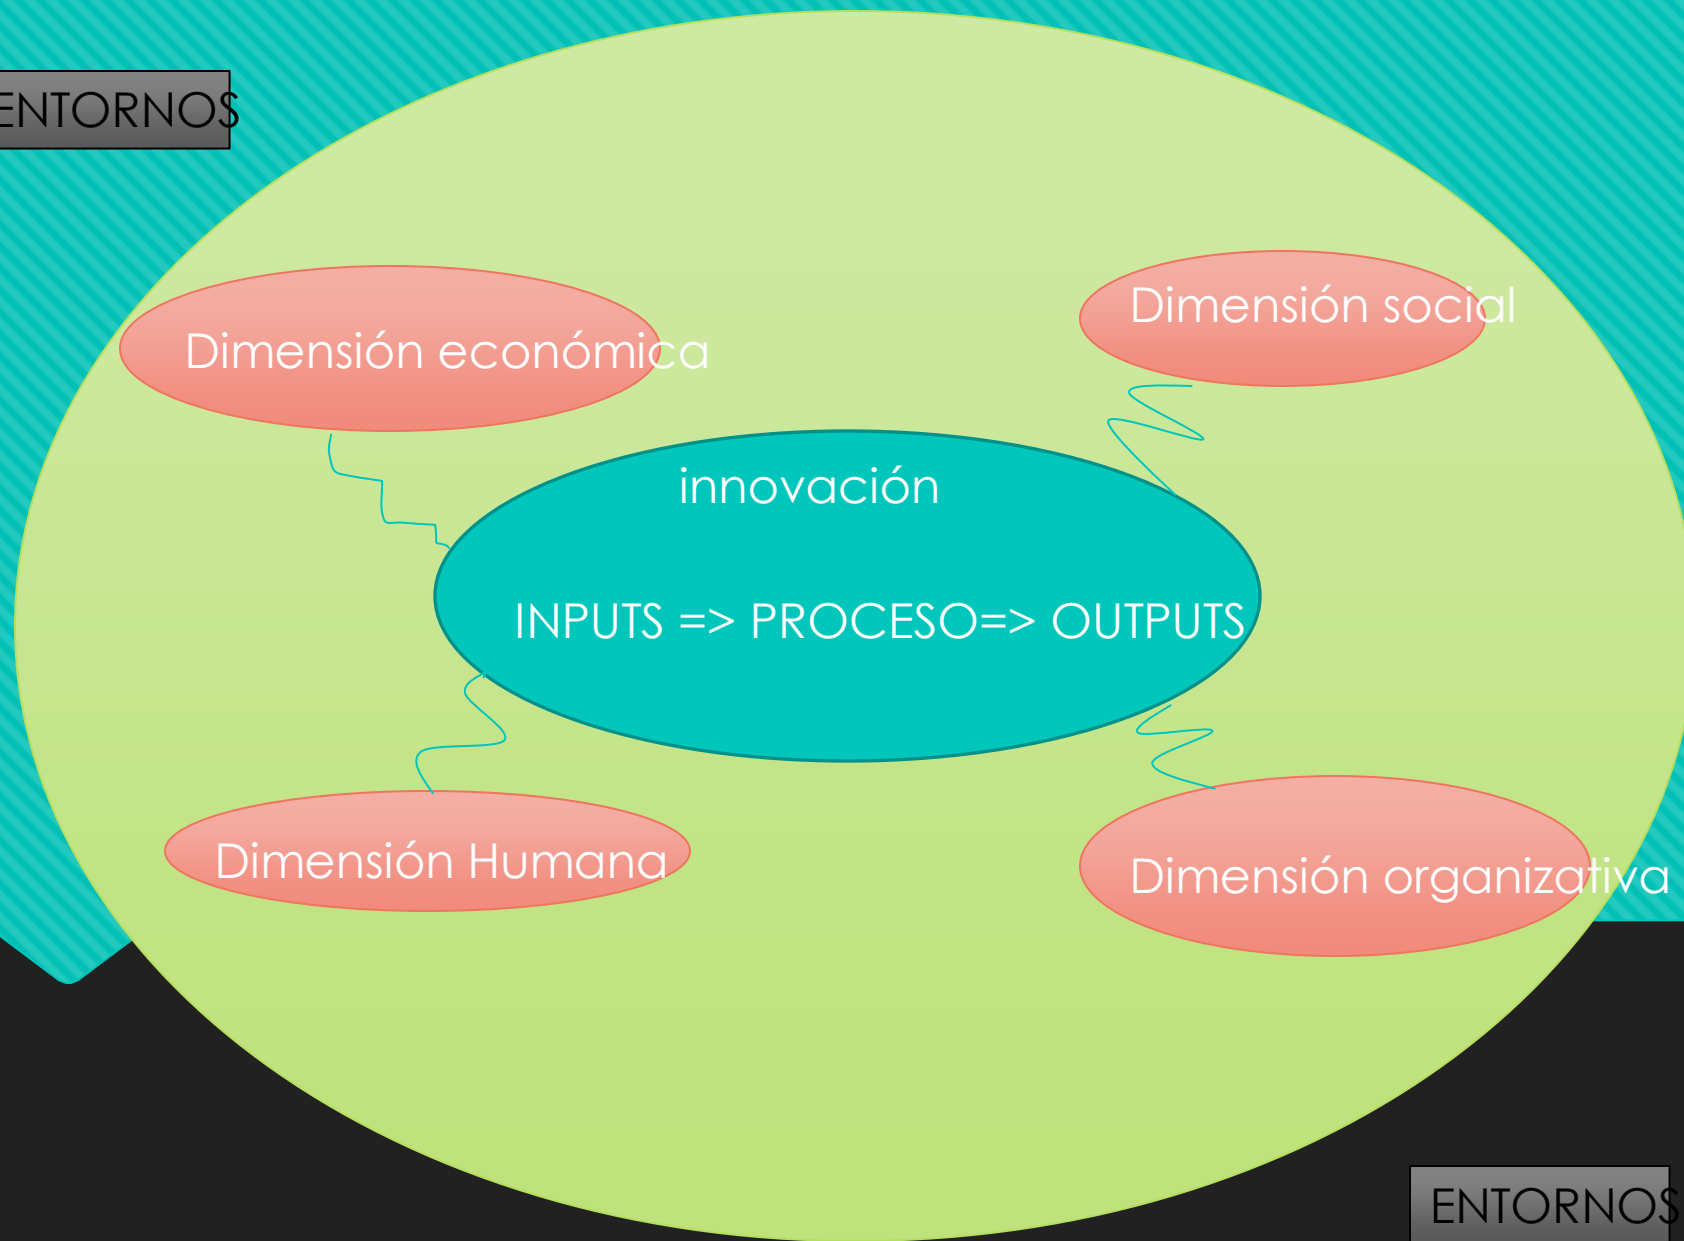 ENTORNOS
Dimensión social
Dimensión económica
innovación
INPUTS => PROCESO=> OUTPUTS
Dimensión Humana
Dimensión organizativa
ENTORNOS